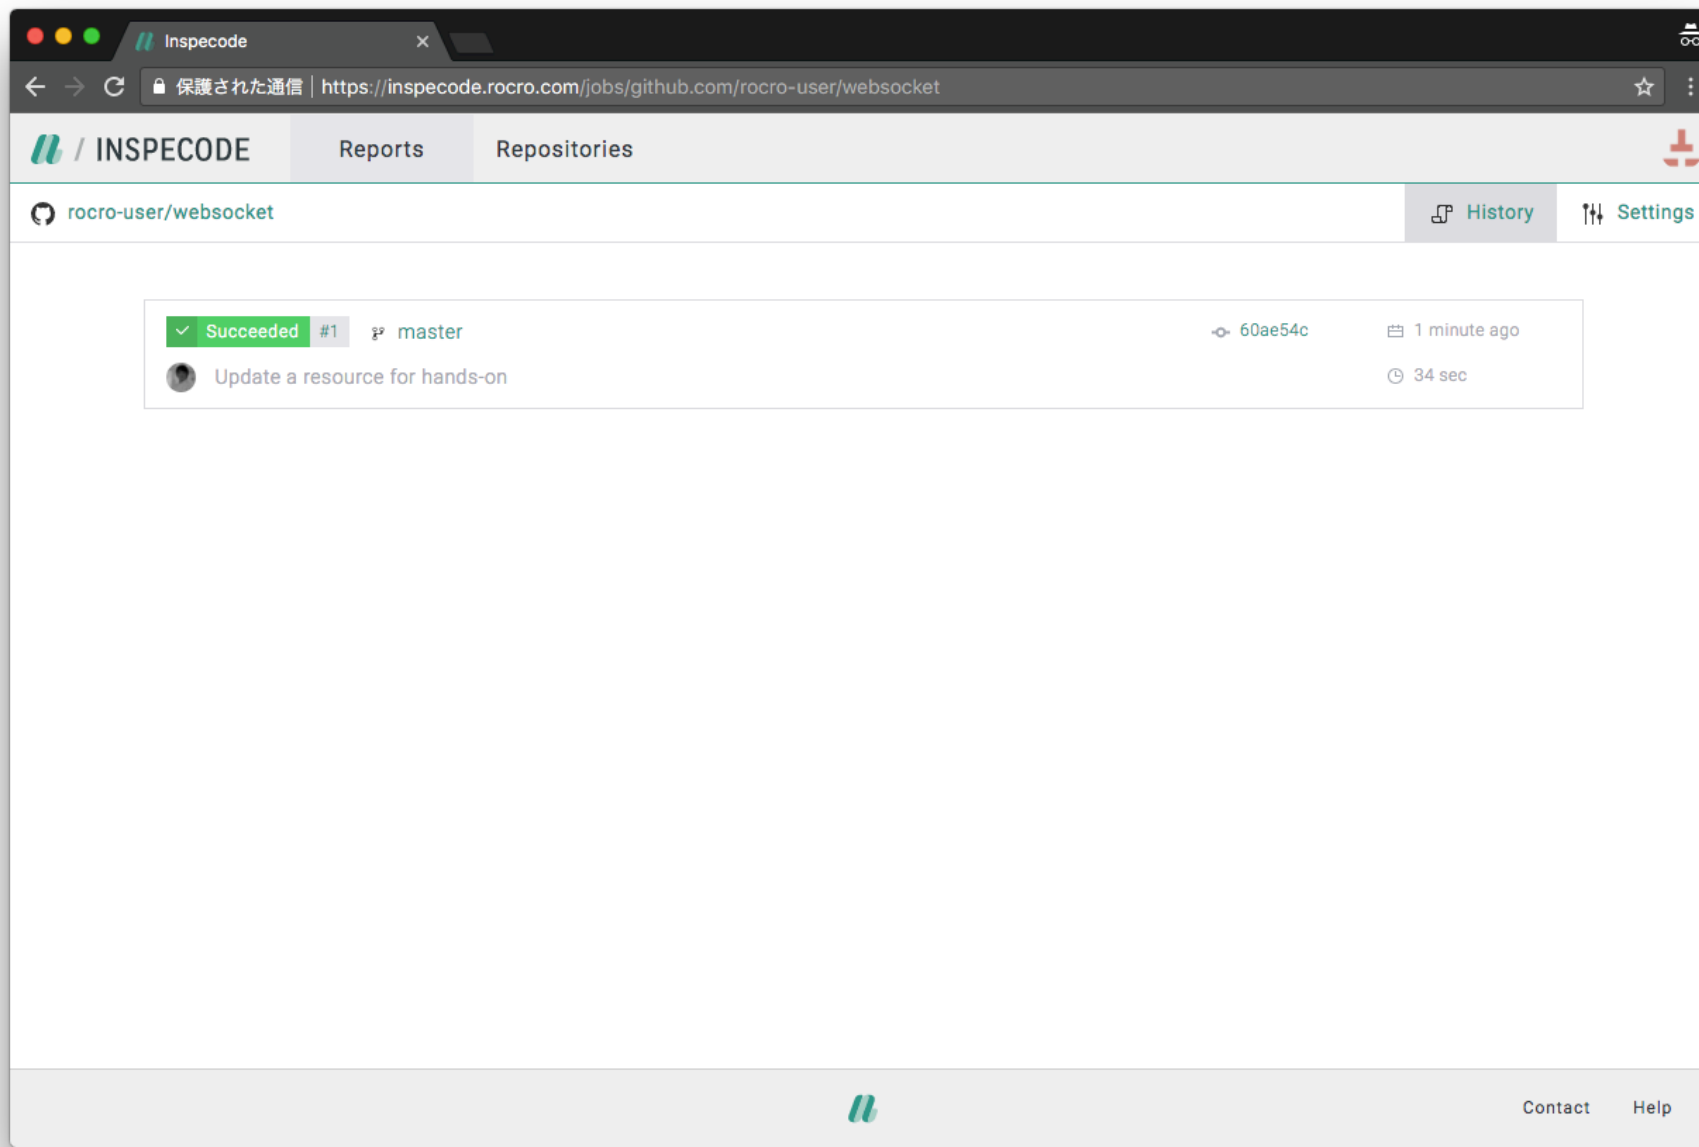 Inspecode
保護された通信 | https://inspecode.rocro.com/jobs/github.com/rocro-user/websocket
/ INSPECODE Reports Repositories
rocro-user/websocket History Settings
Succeeded #1 master 60ae54c 1 minute ago
Update a resource for hands-on 34 sec
Contact Help